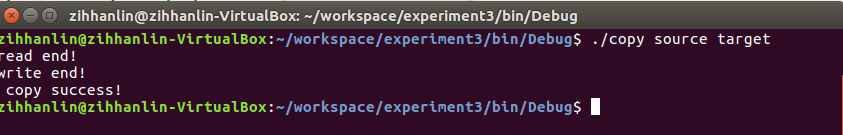 zihhanlin@zihhanlin-VirtualBox: ~/workspace/experiment3/bin/Debug
zihhanlin@zihhanlin-VirtualBox:~/workspace/experiment3/bin/Debug$ ./copy source target
read end!
write end!
 copy success!
zihhanlin@zihhanlin-VirtualBox:~/workspace/experiment3/bin/Debug$